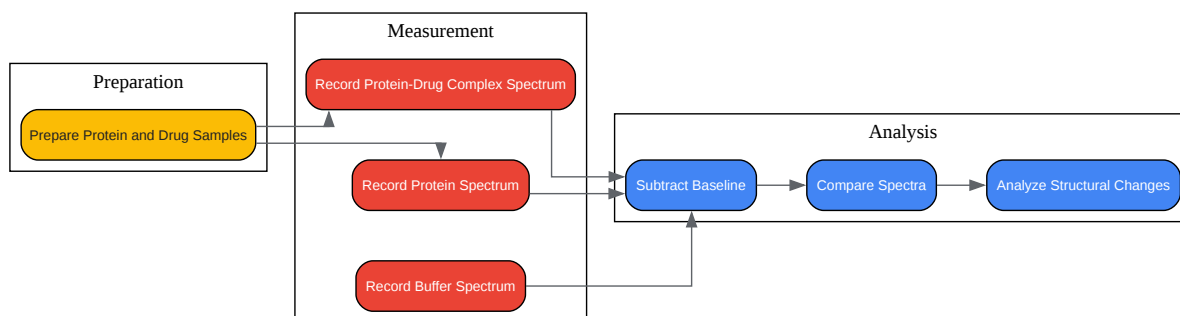 Preparation
Prepare Protein and Drug Samples
Measurement
Record Protein-Drug Complex Spectrum
Record Protein Spectrum
Record Buffer Spectrum
Analysis
Subtract Baseline
Compare Spectra
Analyze Structural Changes